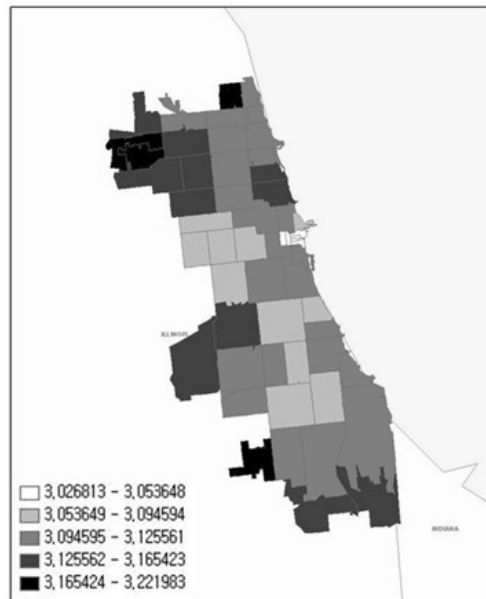 ILLINOIS
3,026813 - 3,053648
3,053649 - 3,094594
3,094595 - 3,125561
3,125562 - 3,165423
3,165424 - 3,221983
INDIANA